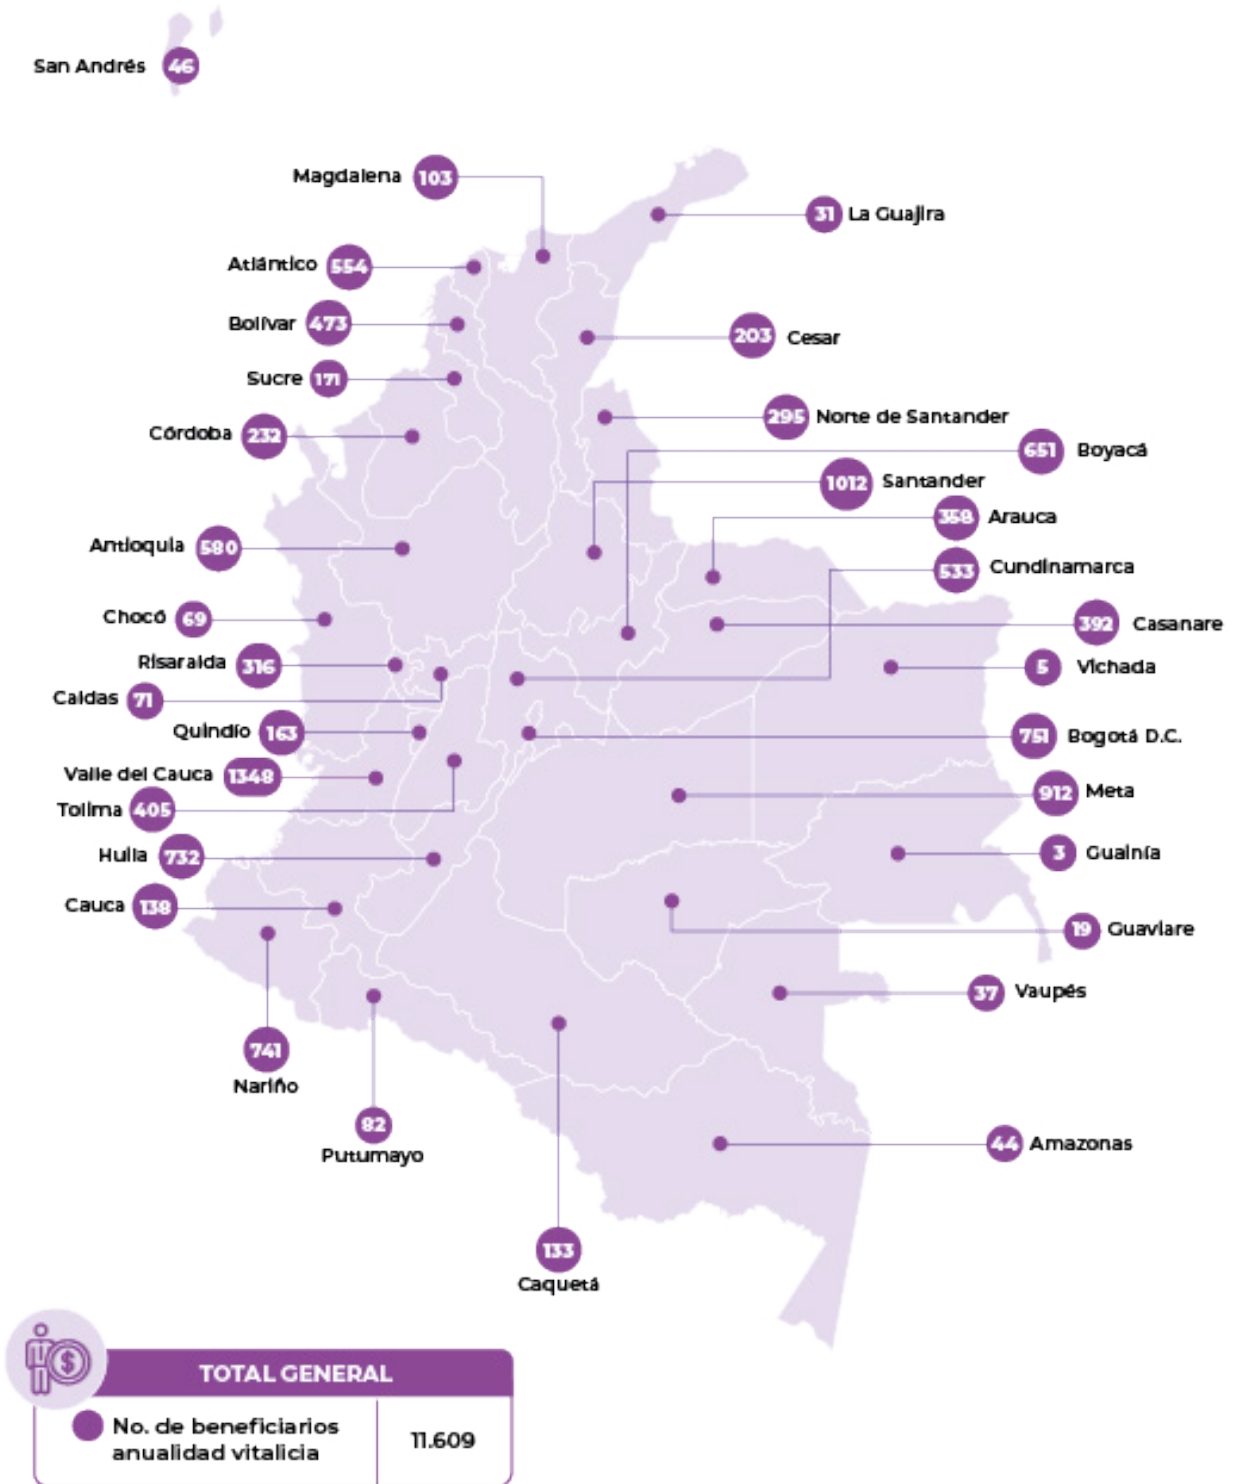 San Andrés 46
Magdalena 103
31 La Guajira
Atlántico 554
Bolívar 473
203 Cesar
Sucre 171
295 Norte de Santander
Córdoba 232
651 Boyacá
1012 Santander
358 Arauca
Antioquia 580
533 Cundinamarca
Chocó 69
392 Casanare
Risaralda 316
5 Vichada
Caldas 71
Quindío 163
751 Bogotá D.C.
Valle del Cauca 1348
912 Meta
Tolima 405
Huila 732
3 Guainía
Cauca 138
19 Guaviare
37 Vaupés
741
Nariño
82
Putumayo
44 Amazonas
133
Caquetá
TOTAL GENERAL
No. de beneficiarios
anualidad vitalicia
11.609